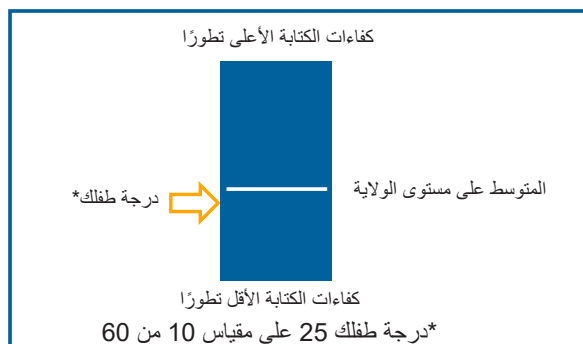 كفاءات الكتابة الأعلى تطورًا
المتوسط على مستوى الولاية
درجة طفلك*
كفاءات الكتابة الأقل تطورًا
*درجة طفلك 25 على مقياس 10 من 60